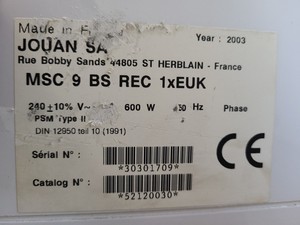 Made in
Year : 2003
JOUAN SA
Rue Bobby Sands 44805 ST HERBLAIN - France
MSC 9 BS REC 1xEUK
240 ±10% V~ 600 W Hz Phase
PSM Type II
DIN 12950 teil 10 (1991)
Sérial N° :
*30301709*
Catalog N° :
*52120030*
CE